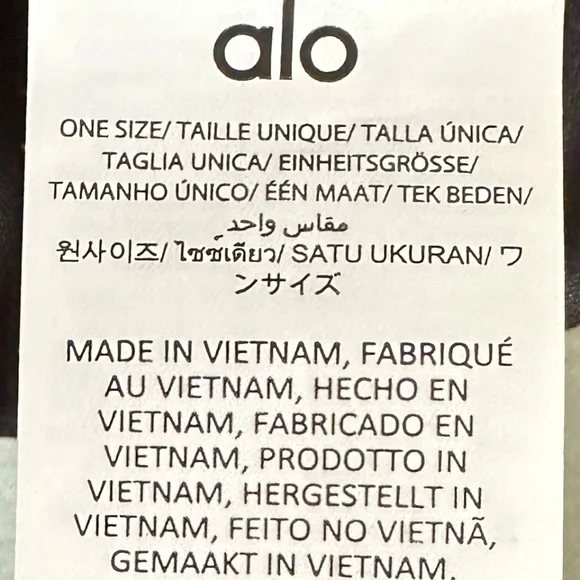 alo
ONE SIZE/ TAILLE UNIQUE/ TALLA ÚNICA/
TAGLIA UNICA/ EINHEITSGRÖSSE/
TAMANHO ÚNICO/ ÉÉN MAAT/ TEK BEDEN/
مقاس واحد
원사이즈/ ไซซ์เดียว/ SATU UKURAN/ ワ
ンサイズ
MADE IN VIETNAM, FABRIQUÉ
AU VIETNAM, HECHO EN
VIETNAM, FABRICADO EN
VIETNAM, PRODOTTO IN
VIETNAM, HERGESTELLT IN
VIETNAM, FEITO NO VIETNÃ,
GEMAAKT IN VIETNAM.